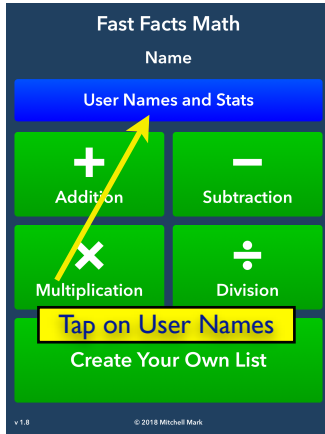 Fast Facts Math
Name
User Names and Stats
+ −
Addition Subtraction
× ÷
Multiplication Division
Tap on User Names
Create Your Own List
v 1.8 © 2018 Mitchell Mark